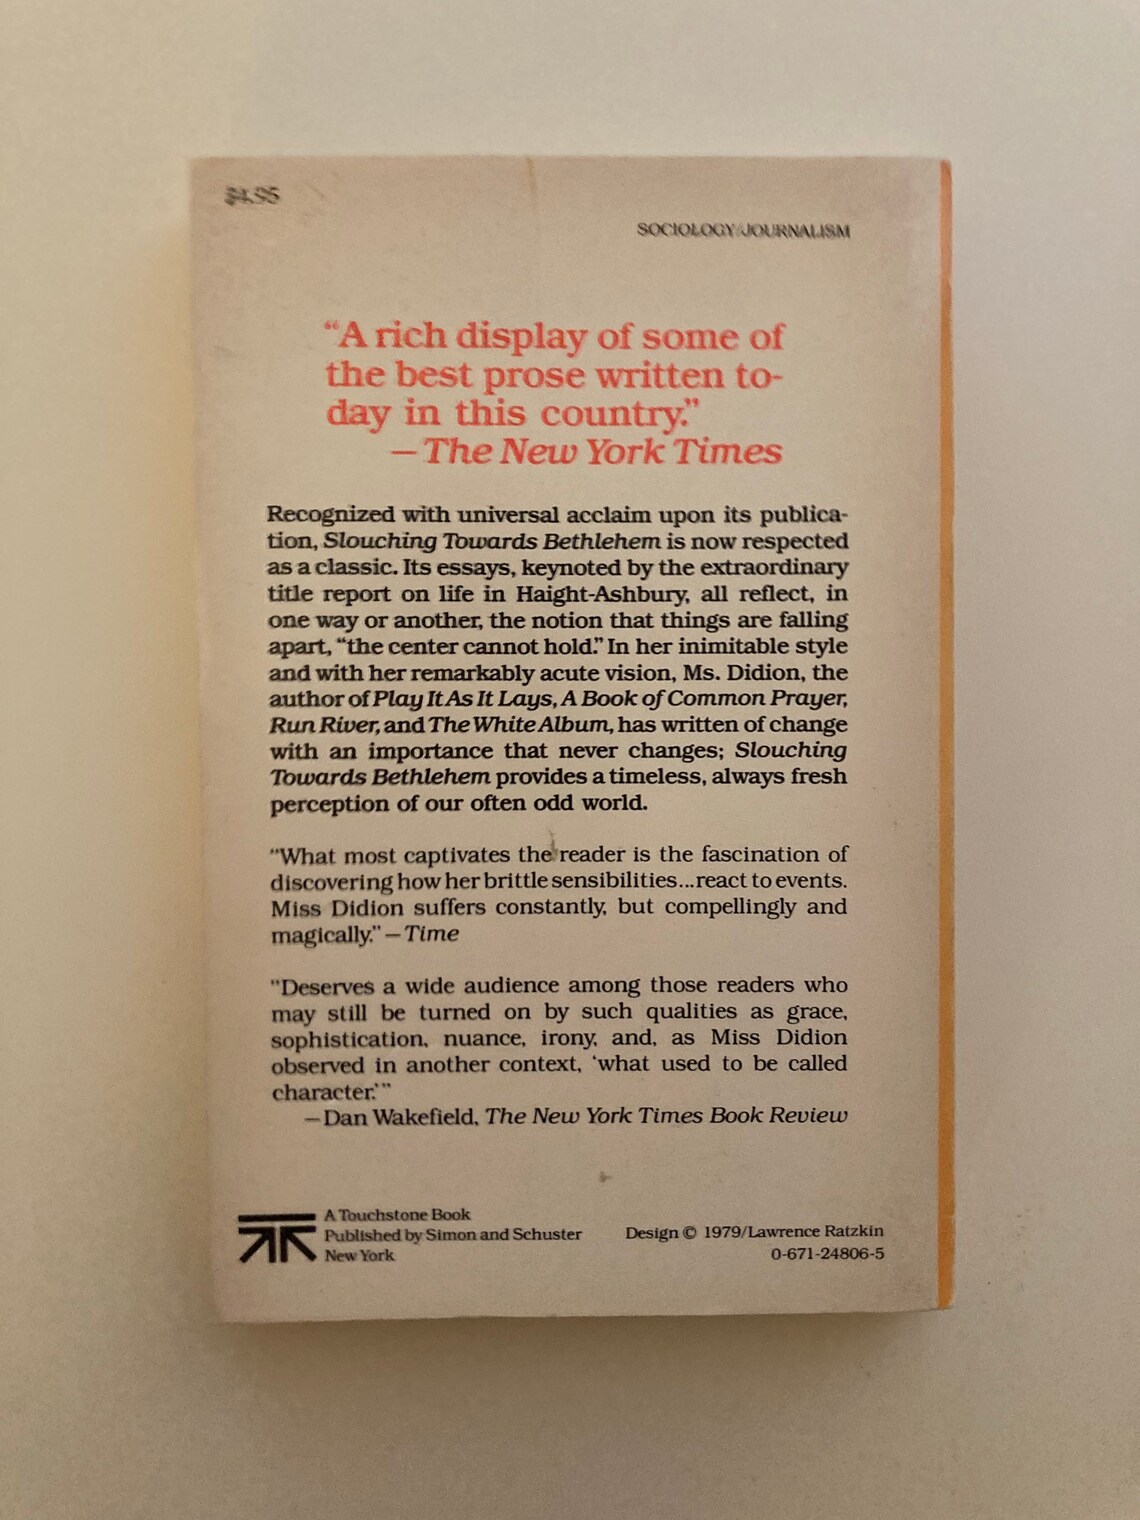 $4.95
SOCIOLOGY/JOURNALISM
“A rich display of some of
the best prose written to-
day in this country.”
—The New York Times
Recognized with universal acclaim upon its publica-
tion, Slouching Towards Bethlehem is now respected
as a classic. Its essays, keynoted by the extraordinary
title report on life in Haight-Ashbury, all reflect, in
one way or another, the notion that things are falling
apart, “the center cannot hold.” In her inimitable style
and with her remarkably acute vision, Ms. Didion, the
author of Play It As It Lays, A Book of Common Prayer,
Run River, and The White Album, has written of change
with an importance that never changes; Slouching
Towards Bethlehem provides a timeless, always fresh
perception of our often odd world.
"What most captivates the reader is the fascination of
discovering how her brittle sensibilities...react to events.
Miss Didion suffers constantly, but compellingly and
magically.” —Time
"Deserves a wide audience among those readers who
may still be turned on by such qualities as grace,
sophistication, nuance, irony, and, as Miss Didion
observed in another context, ‘what used to be called
character.’”
—Dan Wakefield, The New York Times Book Review
A Touchstone Book
Published by Simon and Schuster
New York
Design © 1979/Lawrence Ratzkin
0-671-24806-5